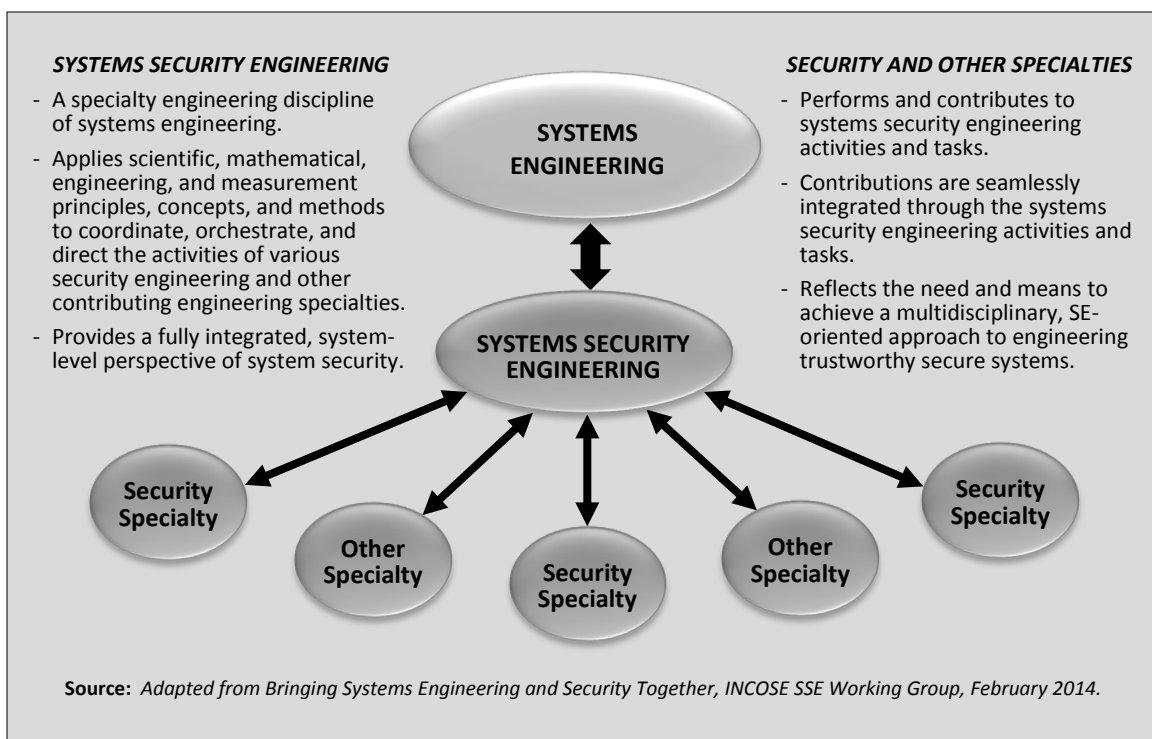 SYSTEMS SECURITY ENGINEERING
- A specialty engineering discipline
of systems engineering.
- Applies scientific, mathematical,
engineering, and measurement
principles, concepts, and methods
to coordinate, orchestrate, and
direct the activities of various
security engineering and other
contributing engineering specialties.
- Provides a fully integrated, system-
level perspective of system security.
SYSTEMS
ENGINEERING
SECURITY AND OTHER SPECIALTIES
- Performs and contributes to
systems security engineering
activities and tasks.
- Contributions are seamlessly
integrated through the systems
security engineering activities and
tasks.
- Reflects the need and means to
achieve a multidisciplinary, SE-
oriented approach to engineering
trustworthy secure systems.
SYSTEMS SECURITY
ENGINEERING
Security
Specialty
Other
Specialty
Security
Specialty
Other
Specialty
Security
Specialty
Source: Adapted from Bringing Systems Engineering and Security Together, INCOSE SSE Working Group, February 2014.